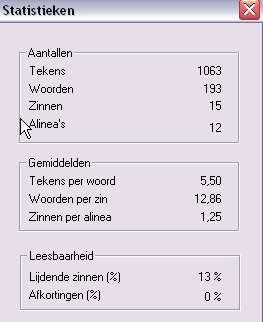 Statistieken
Aantallen
Tekens 1063
Woorden 193
Zinnen 15
Alinea's 12
Gemiddelden
Tekens per woord 5,50
Woorden per zin 12,86
Zinnen per alinea 1,25
Leesbaarheid
Lijdende zinnen (%) 13 %
Afkortingen (%) 0 %